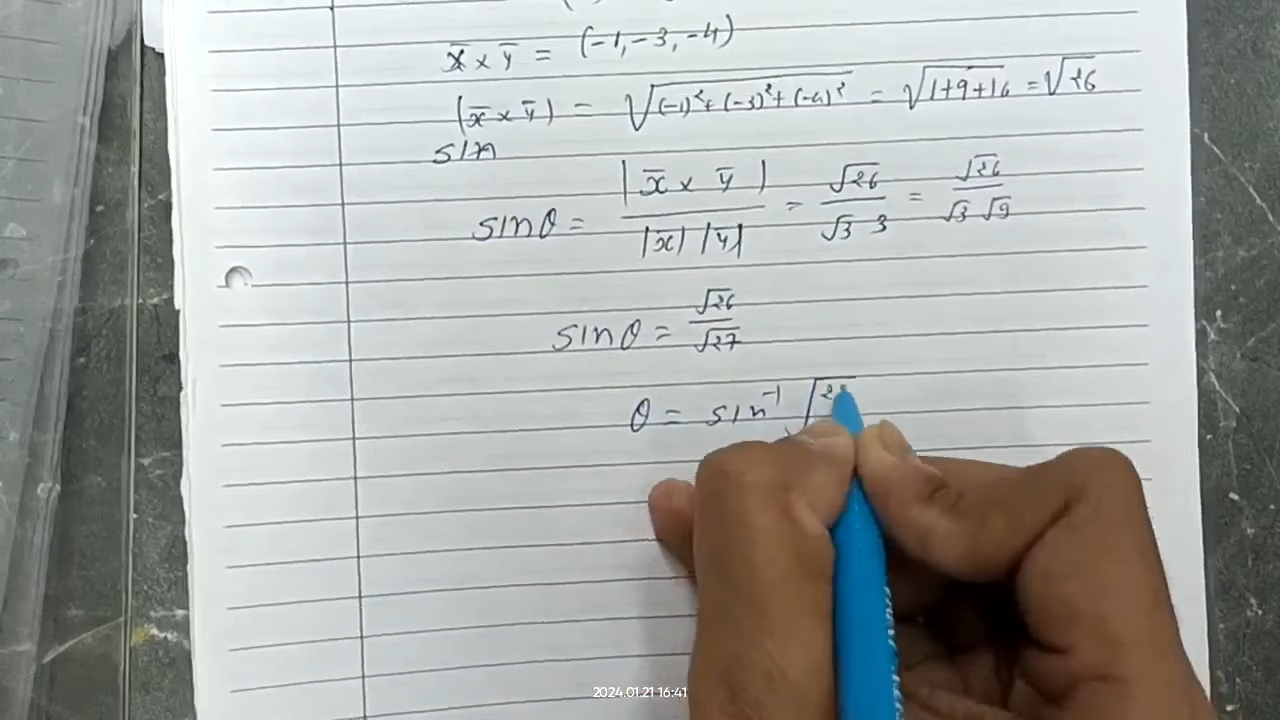 x̄ × ȳ = (-1, -3, -4)
(x̄ × ȳ) = √(-1)² + (-3)² + (-4)² = √1+9+16 = √26
sin
sinθ = |x̄ × ȳ| / |x̄| |ȳ| = √26 / √3 3 = √26 / √3 √9
sinθ = √26 / √27
θ = sin⁻¹ √2
2024.01.21 16:41